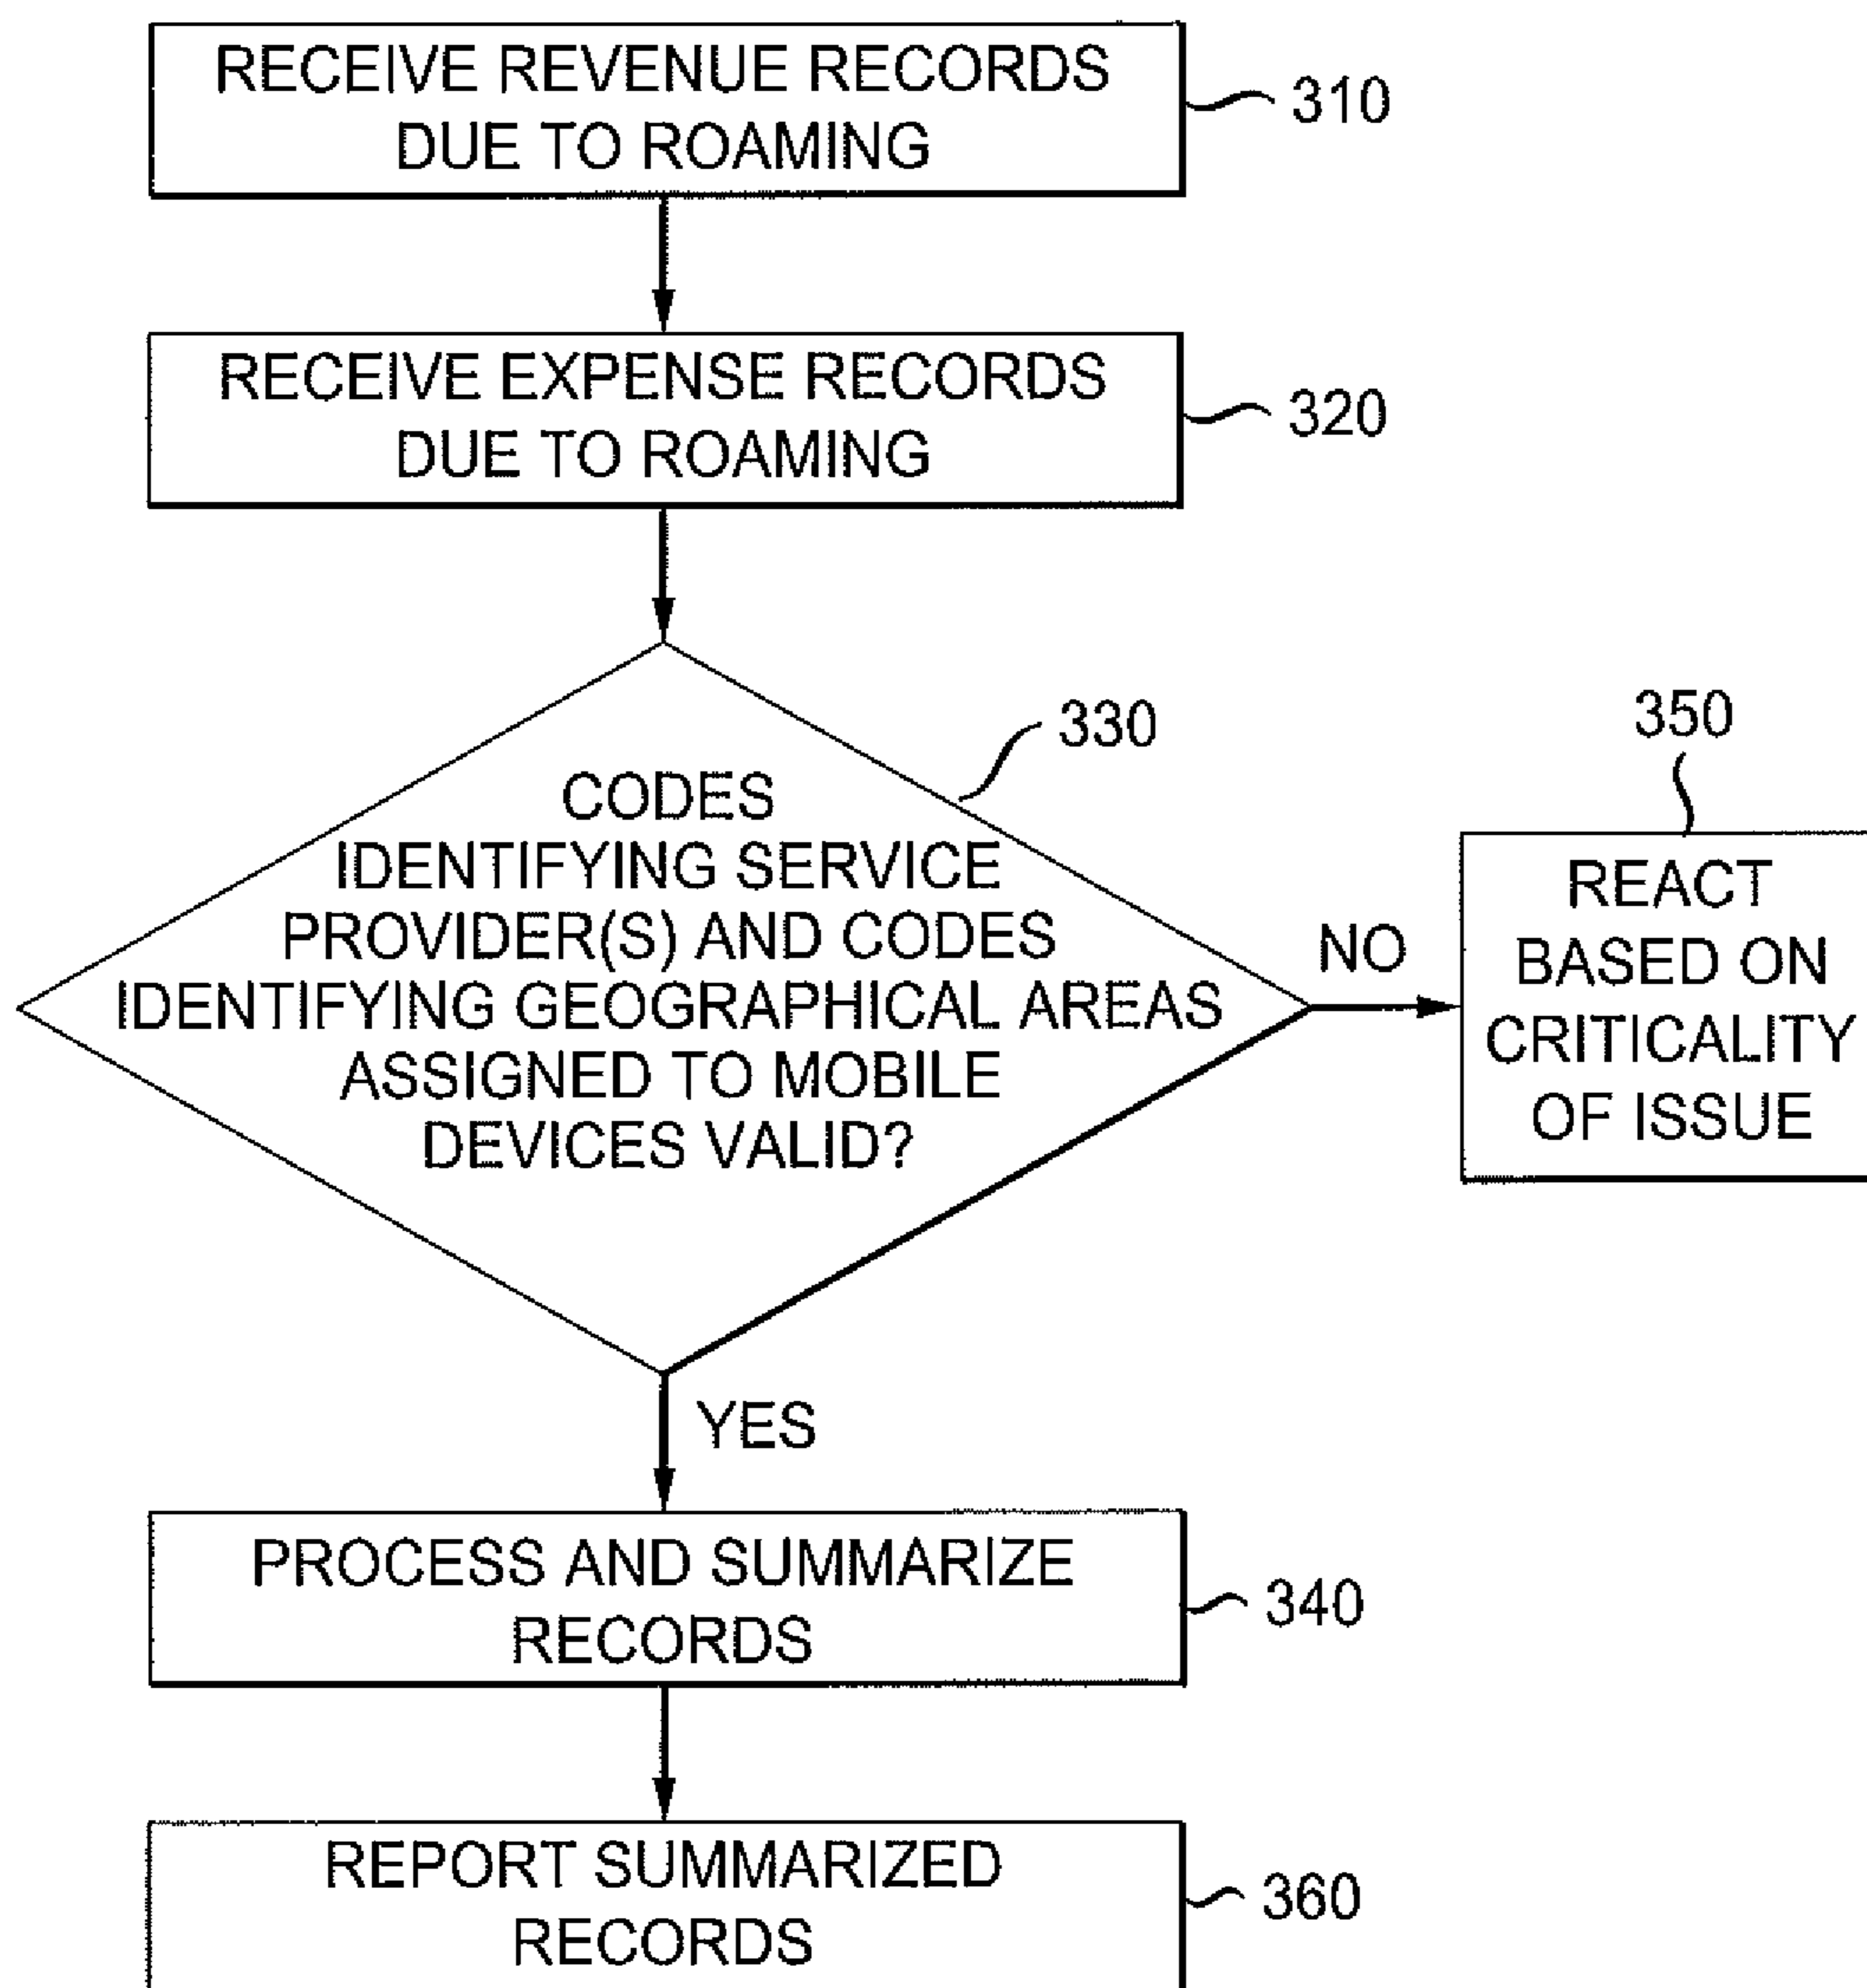 RECEIVE REVENUE RECORDS
DUE TO ROAMING
310
RECEIVE EXPENSE RECORDS
DUE TO ROAMING
320
330
CODES
IDENTIFYING SERVICE
PROVIDER(S) AND CODES
IDENTIFYING GEOGRAPHICAL AREAS
ASSIGNED TO MOBILE
DEVICES VALID?
NO
350
REACT
BASED ON
CRITICALITY
OF ISSUE
YES
PROCESS AND SUMMARIZE
RECORDS
340
REPORT SUMMARIZED
RECORDS
360